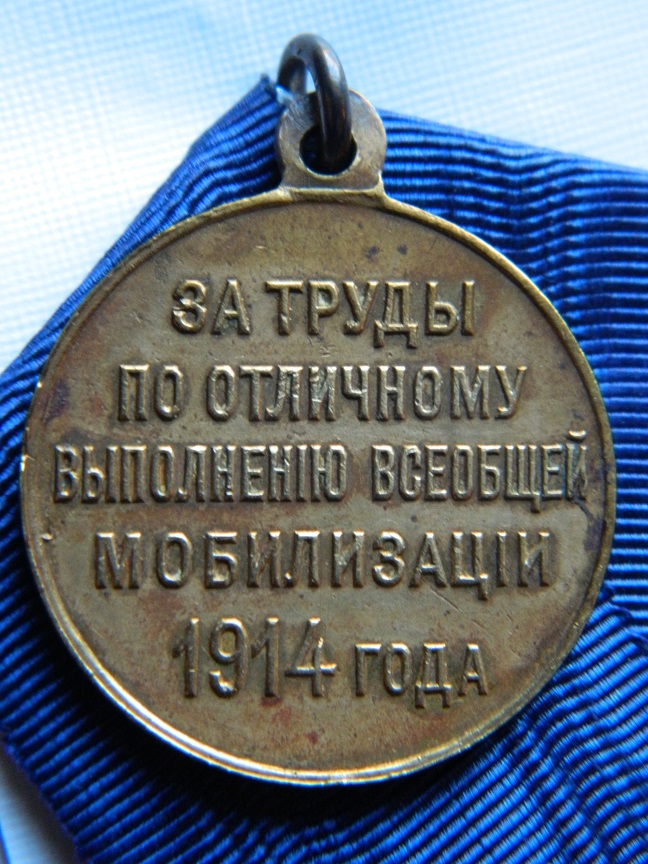 ЗА ТРУДЫ
ПО ОТЛИЧНОМУ
ВЫПОЛНЕНІЮ ВСЕОБЩЕЙ
МОБИЛИЗАЦІИ
1914 ГОДА